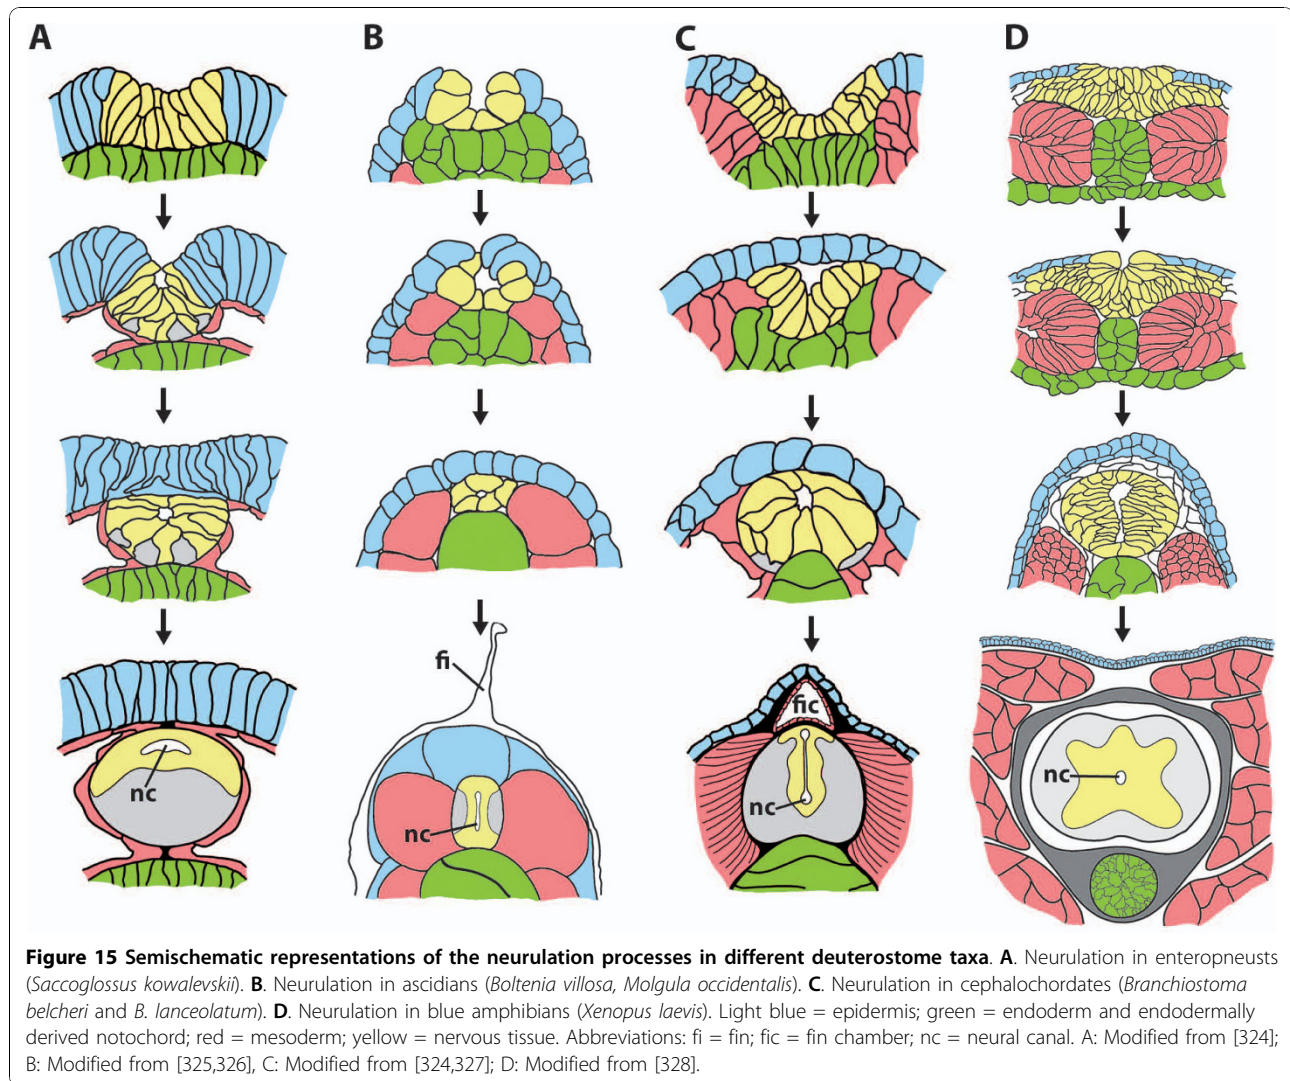 A
B
C
D
fi
fic
nc
nc
nc
nc
Figure 15 Semischematic representations of the neurulation processes in different deuterostome taxa. A. Neurulation in enteropneusts
(Saccoglossus kowalevskii). B. Neurulation in ascidians (Boltenia villosa, Molgula occidentalis). C. Neurulation in cephalochordates (Branchiostoma
belcheri and B. lanceolatum). D. Neurulation in blue amphibians (Xenopus laevis). Light blue = epidermis; green = endoderm and endodermally
derived notochord; red = mesoderm; yellow = nervous tissue. Abbreviations: fi = fin; fic = fin chamber; nc = neural canal. A: Modified from [324];
B: Modified from [325,326], C: Modified from [324,327]; D: Modified from [328].